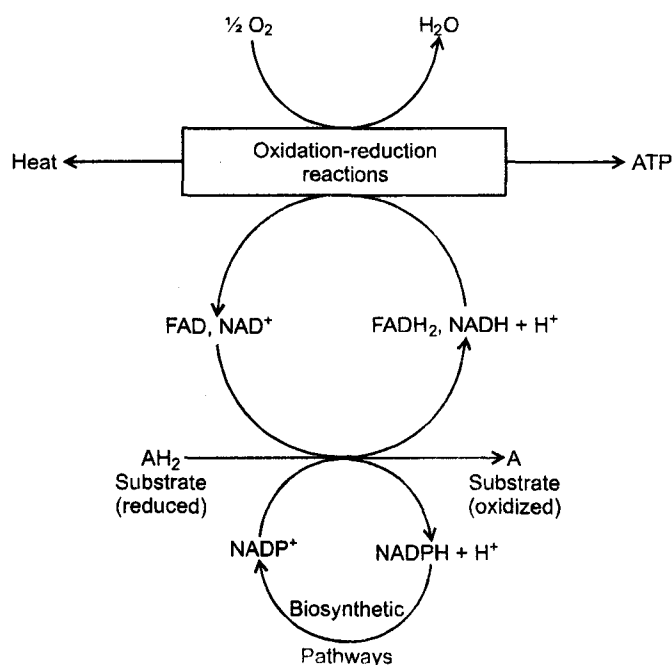 ½ O₂
H₂O
Oxidation-reduction
reactions
Heat
ATP
FAD, NAD⁺
FADH₂, NADH + H⁺
AH₂
Substrate
(reduced)
A
Substrate
(oxidized)
NADP⁺
NADPH + H⁺
Biosynthetic
Pathways